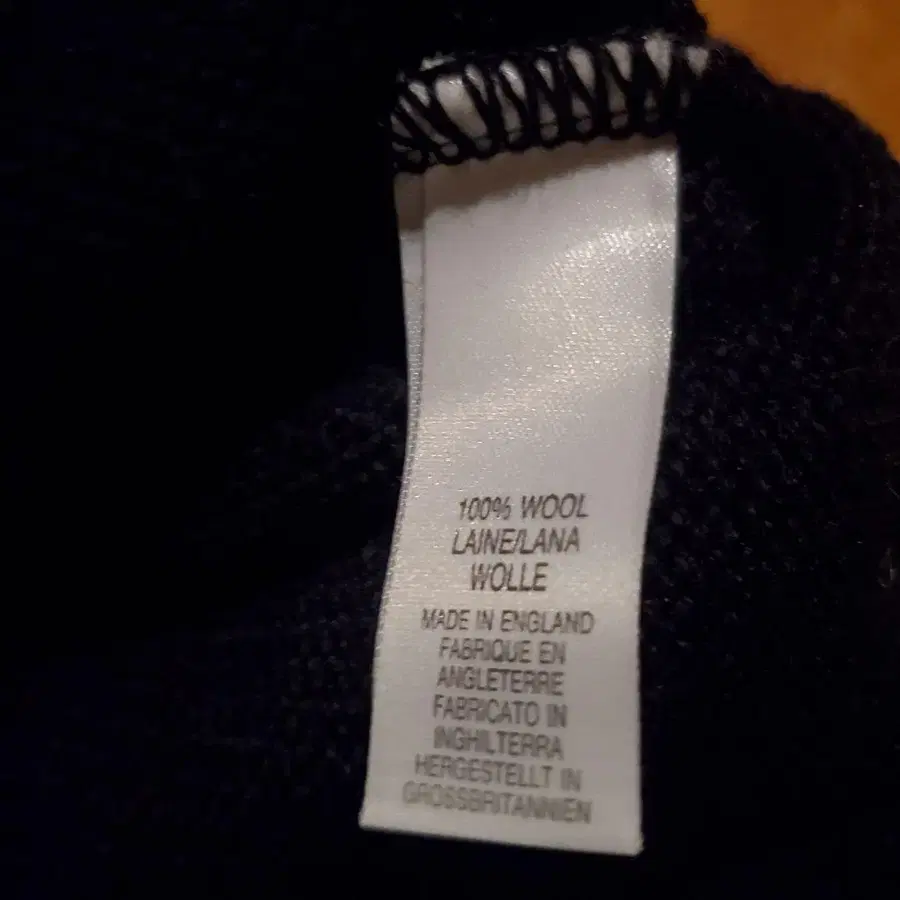 100% WOOL
LAINE/LANA
WOLLE
MADE IN ENGLAND
FABRIQUE EN
ANGLETERRE
FABRICATO IN
INGHILTERRA
HERGESTELLT IN
GROSSBRITANNIEN